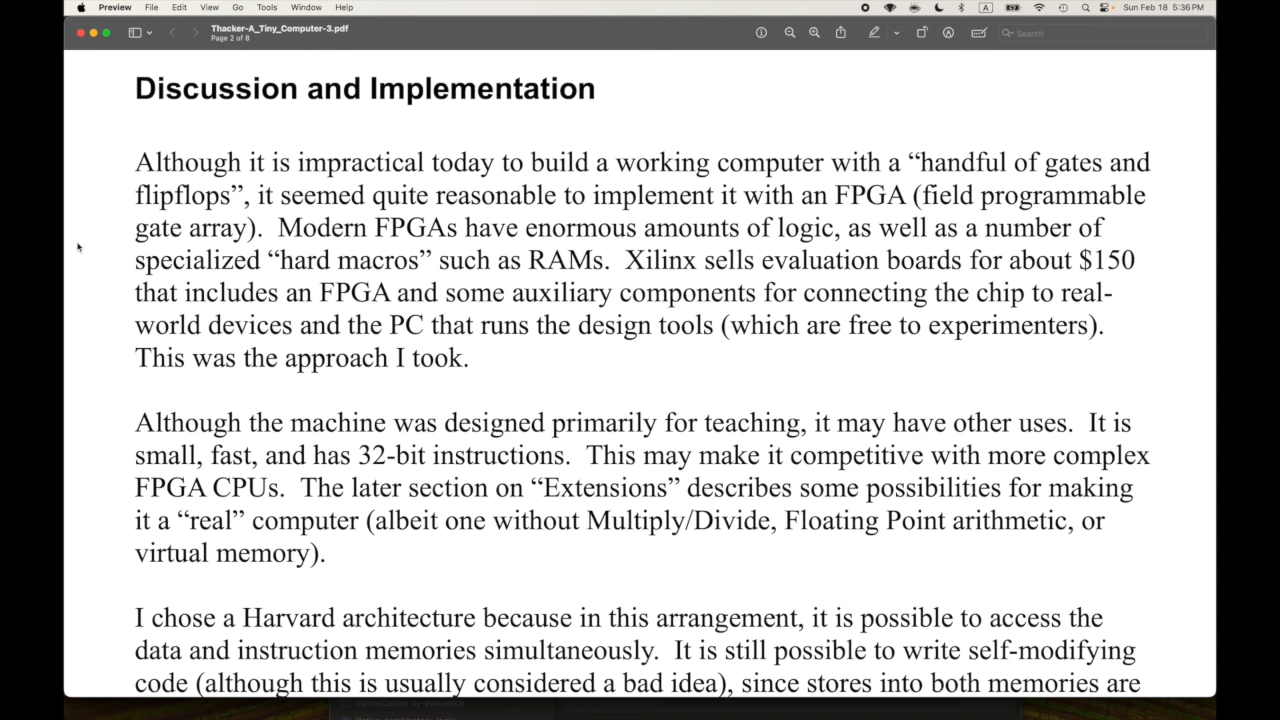 Preview File Edit View Go Tools Window Help
A
Sun Feb 18 5:36 PM
Thacker-A_Tiny_Computer-3.pdf
Page 2 of 8
Search
Discussion and Implementation
Although it is impractical today to build a working computer with a “handful of gates and
flipflops”, it seemed quite reasonable to implement it with an FPGA (field programmable
gate array). Modern FPGAs have enormous amounts of logic, as well as a number of
specialized “hard macros” such as RAMs. Xilinx sells evaluation boards for about $150
that includes an FPGA and some auxiliary components for connecting the chip to real-
world devices and the PC that runs the design tools (which are free to experimenters).
This was the approach I took.
Although the machine was designed primarily for teaching, it may have other uses. It is
small, fast, and has 32-bit instructions. This may make it competitive with more complex
FPGA CPUs. The later section on “Extensions” describes some possibilities for making
it a “real” computer (albeit one without Multiply/Divide, Floating Point arithmetic, or
virtual memory).
I chose a Harvard architecture because in this arrangement, it is possible to access the
data and instruction memories simultaneously. It is still possible to write self-modifying
code (although this is usually considered a bad idea), since stores into both memories are